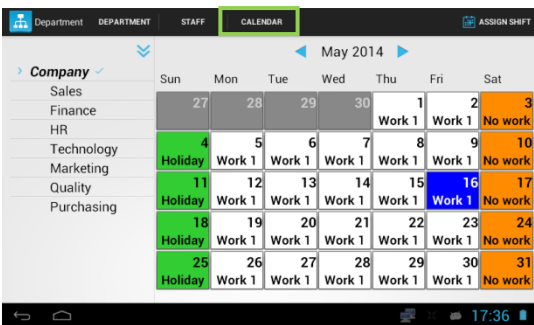 Department DEPARTMENT STAFF CALENDAR ASSIGN SHIFT
May 2014
Company
Sales
Finance
HR
Technology
Marketing
Quality
Purchasing
Sun Mon Tue Wed Thu Fri Sat
27 28 29 30 1 2 3
Work 1 Work 1 No work
4 5 6 7 8 9 10
Holiday Work 1 Work 1 Work 1 Work 1 Work 1 No work
11 12 13 14 15 16 17
Holiday Work 1 Work 1 Work 1 Work 1 Work 1 No work
18 19 20 21 22 23 24
Holiday Work 1 Work 1 Work 1 Work 1 Work 1 No work
25 26 27 28 29 30 31
Holiday Work 1 Work 1 Work 1 Work 1 Work 1 No work
17:36